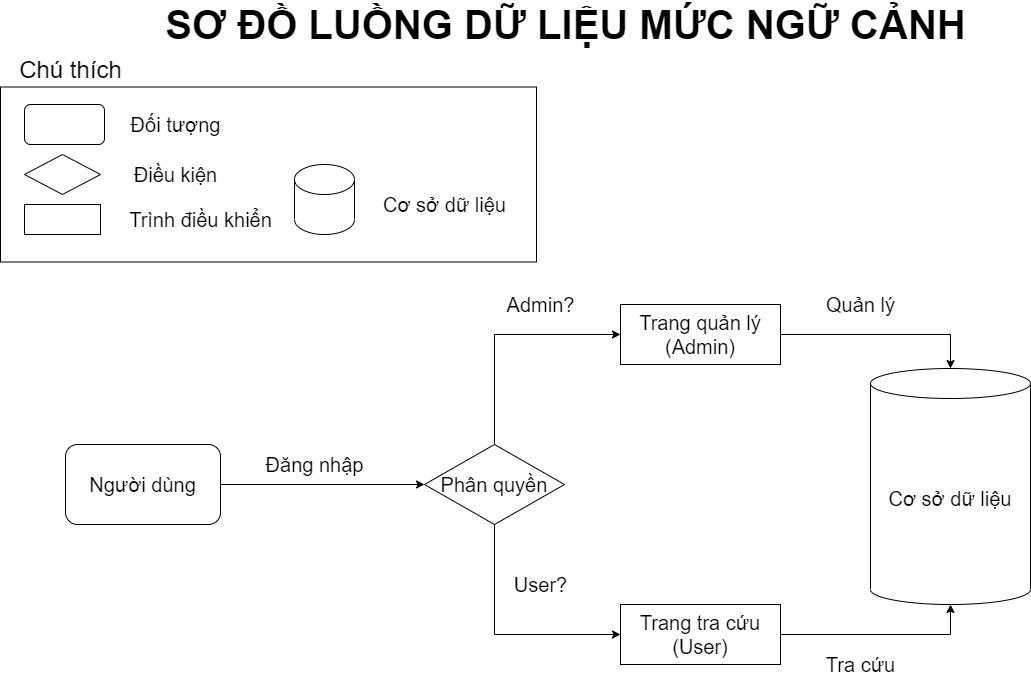 SƠ ĐỒ LUỒNG DỮ LIỆU MỨC NGỮ CẢNH
Chú thích
Đối tượng
Điều kiện
Trình điều khiển
Cơ sở dữ liệu
Admin?
Trang quản lý
(Admin)
Quản lý
Người dùng
Đăng nhập
Phân quyền
Cơ sở dữ liệu
User?
Trang tra cứu
(User)
Tra cứu